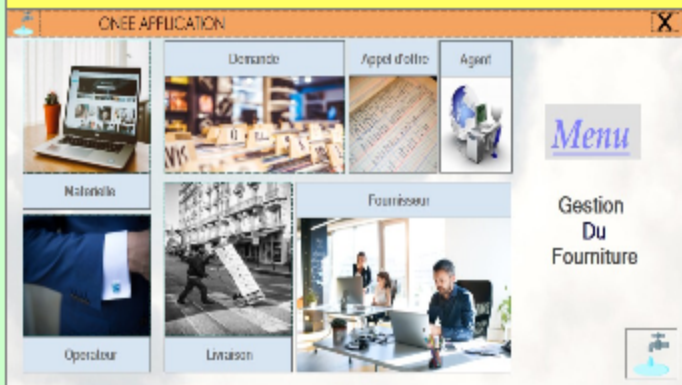 ONEE APPLICATION
X
Demande
Appel d'offre
Agent
Materielle
Menu
Fournisseur
Gestion
Du
Fourniture
Operateur
Livraison